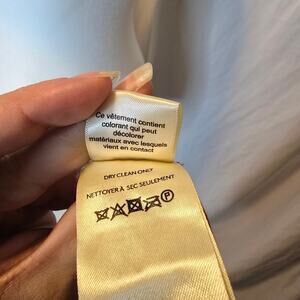 Ce vêtement contient
colorant qui peut
décolorer
matériaux avec lesquels
vient en contact
DRY CLEAN ONLY
NETTOYER À SEC SEULEMENT
P